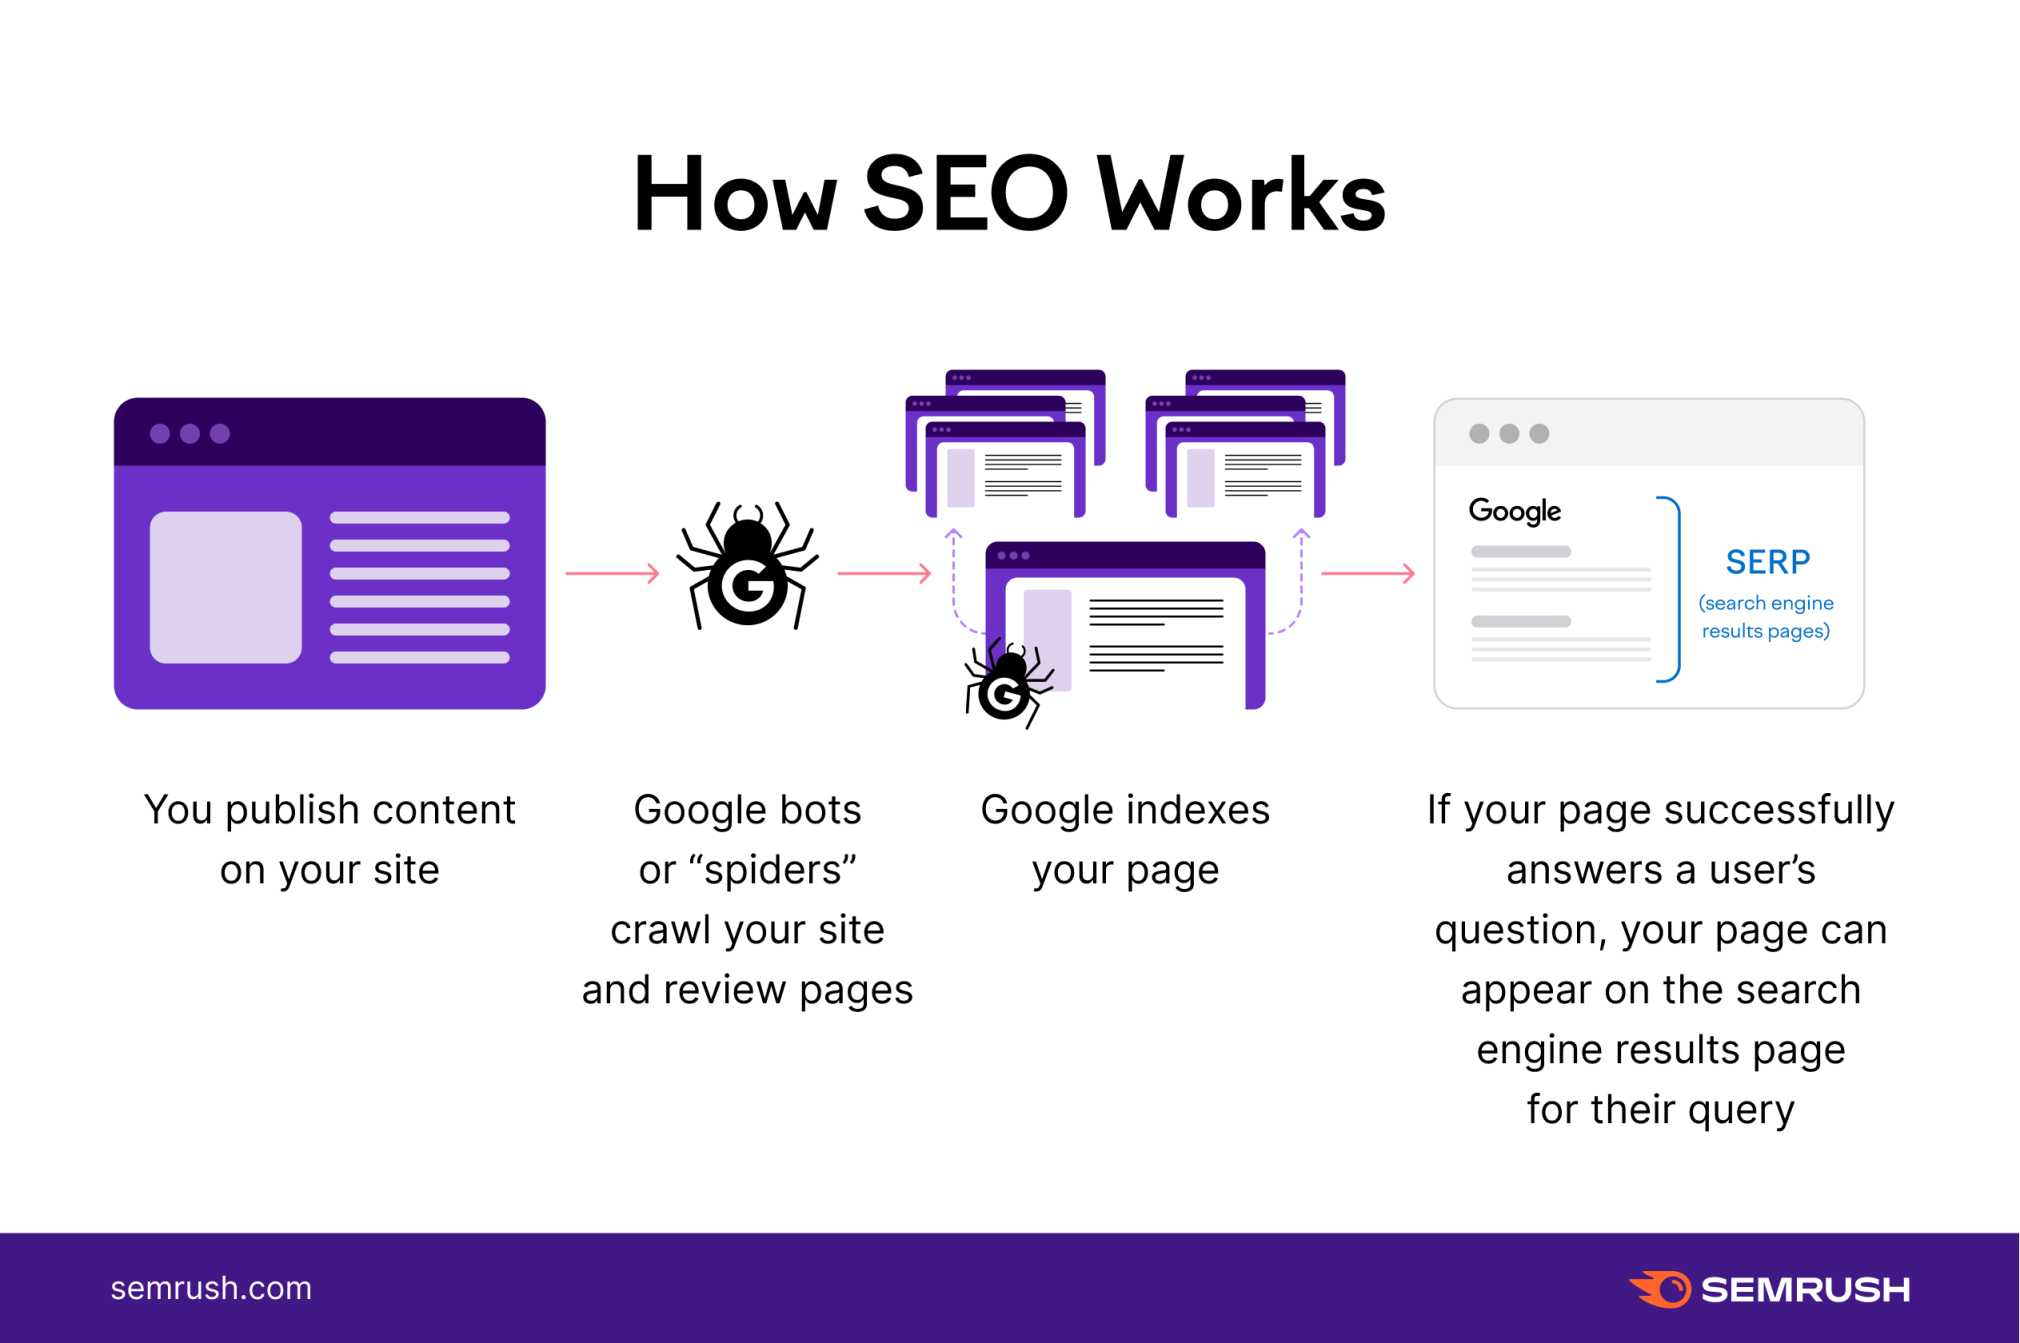 How SEO Works
G
G
Google
SERP
(search engine
results pages)
You publish content
on your site
Google bots
or “spiders”
crawl your site
and review pages
Google indexes
your page
If your page successfully
answers a user’s
question, your page can
appear on the search
engine results page
for their query
semrush.com
SEMRUSH